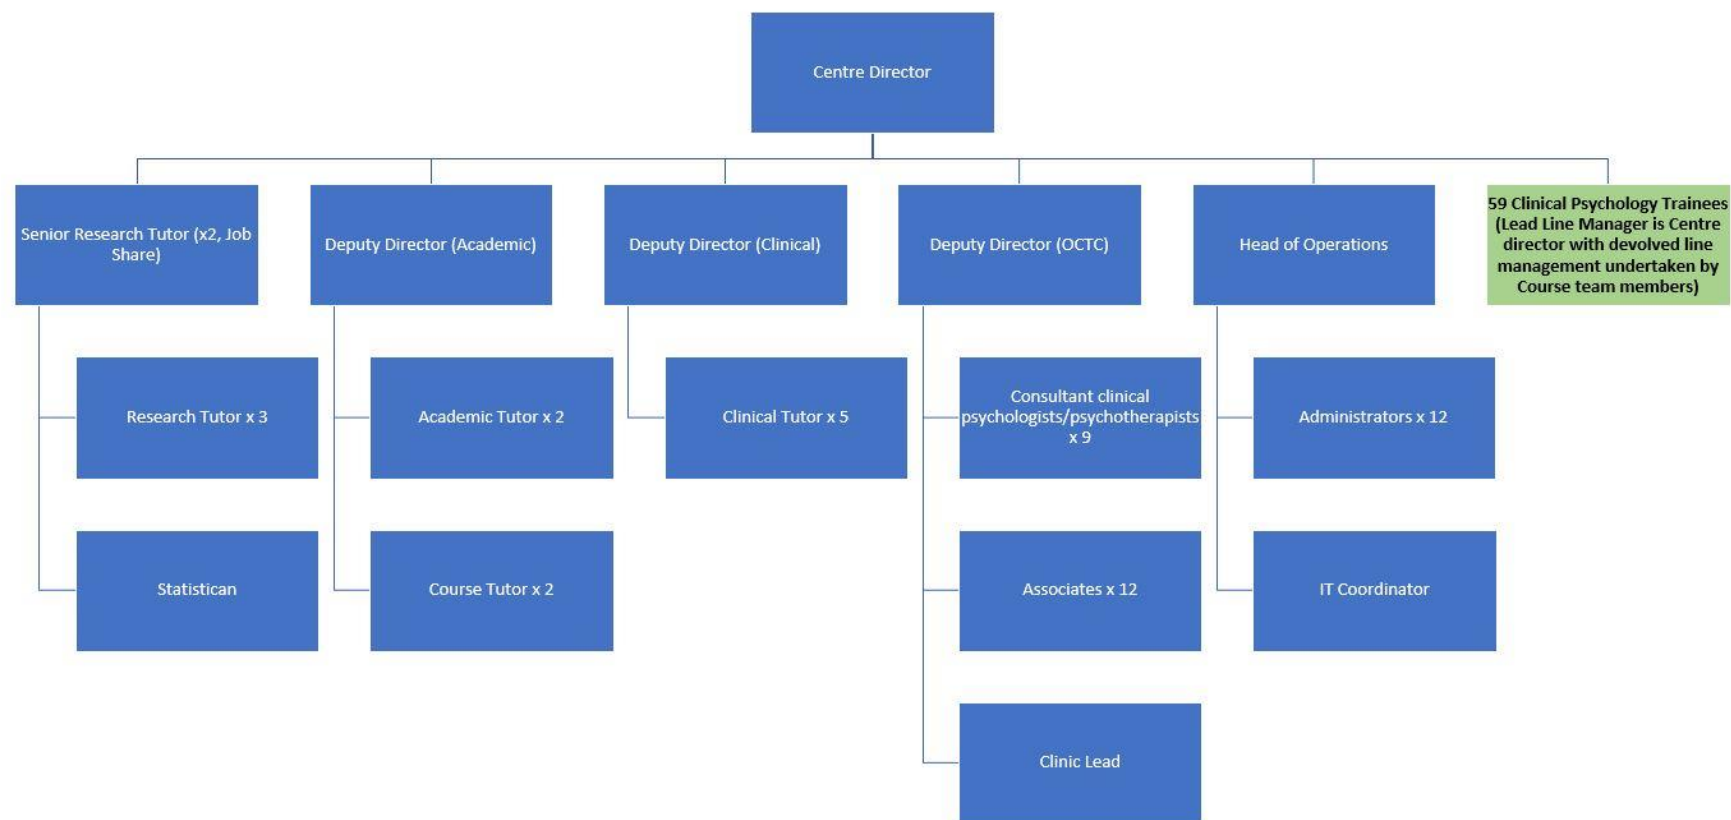 Centre Director
Senior Research Tutor (x2, Job
Share)
Deputy Director (Academic)
Deputy Director (Clinical)
Deputy Director (OCTC)
Head of Operations
59 Clinical Psychology Trainees
(Lead Line Manager is Centre
director with devolved line
management undertaken by
Course team members)
Research Tutor x 3
Academic Tutor x 2
Clinical Tutor x 5
Consultant clinical
psychologists/psychotherapists
x 9
Administrators x 12
Statistican
Course Tutor x 2
Associates x 12
IT Coordinator
Clinic Lead